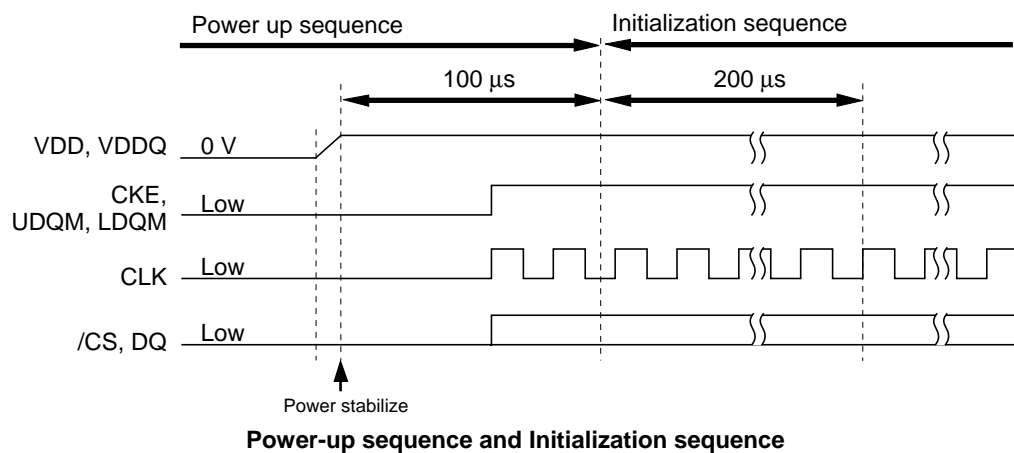 Power up sequence
Initialization sequence
100 μs
200 μs
VDD, VDDQ
0 V
CKE,
UDQM, LDQM
Low
CLK
Low
/CS, DQ
Low
Power stabilize
Power-up sequence and Initialization sequence